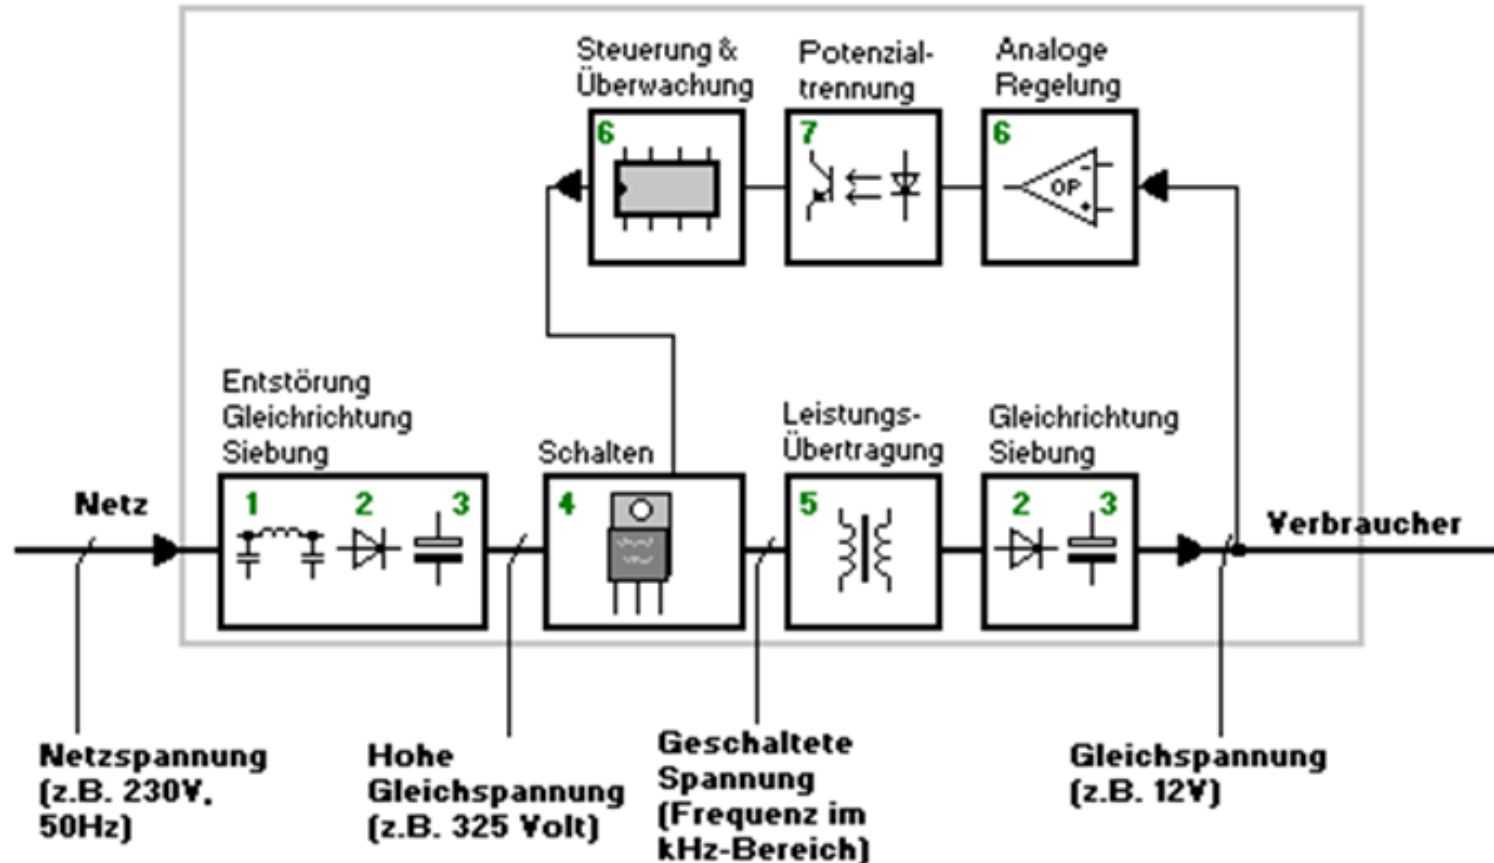 Steuerung &
Überwachung
Potenzial-
trennung
Analoge
Regelung
6
7
6
OP
Entstörung
Gleichrichtung
Siebung
Schalten
Leistungs-
Übertragung
Gleichrichtung
Siebung
Netz
1
2
3
4
5
2
3
Verbraucher
Netzspannung
(z.B. 230V,
50Hz)
Hohe
Gleichspannung
(z.B. 325 Volt)
Geschaltete
Spannung
(Frequenz im
kHz-Bereich)
Gleichspannung
(z.B. 12V)